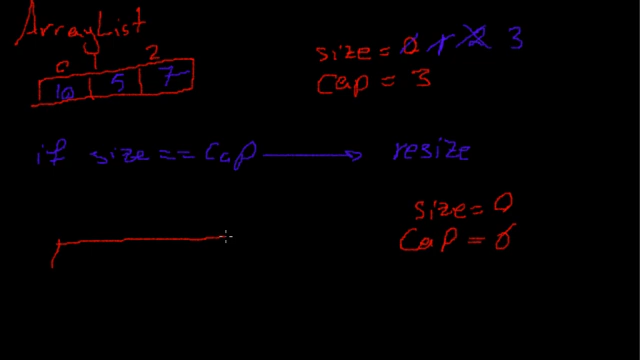 ArrayList
size = 0 1 2 3
Cap = 3
0 1 2
10 5 7
if size == Cap → resize
size = 0
Cap = 6